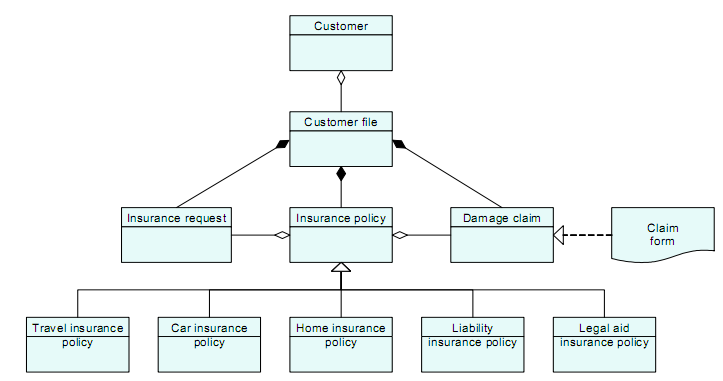 Customer
Customer file
Insurance request
Insurance policy
Damage claim
Claim
form
Travel insurance
policy
Car insurance
policy
Home insurance
policy
Liability
insurance policy
Legal aid
insurance policy